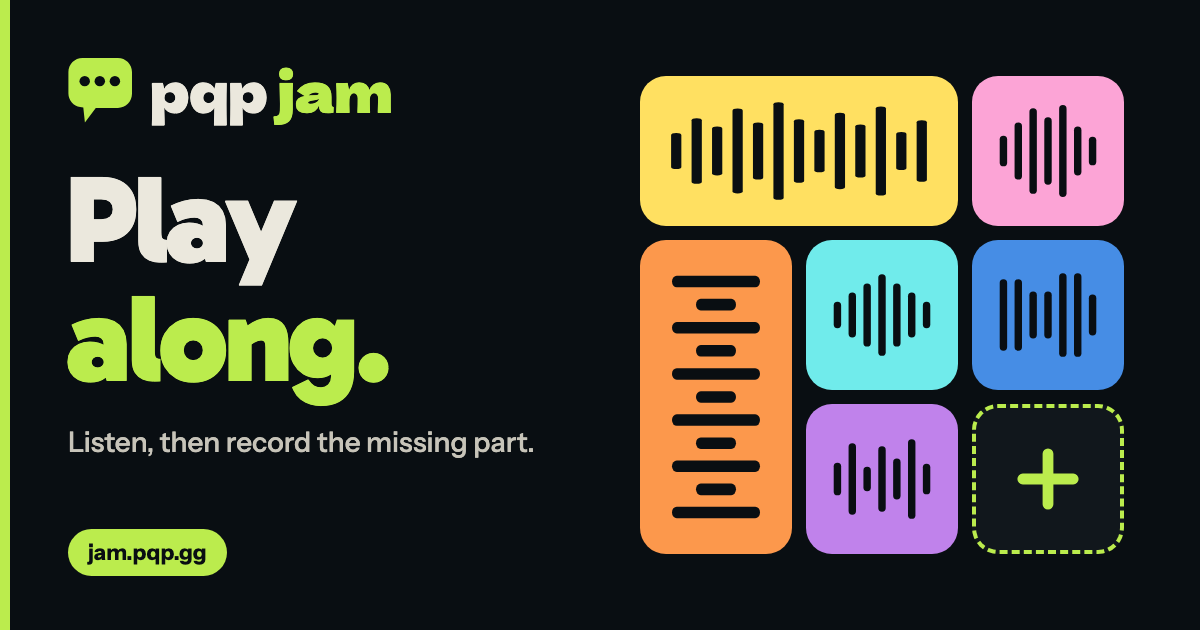 pqp jam
Play
along.
Listen, then record the missing part.
jam.pqp.gg